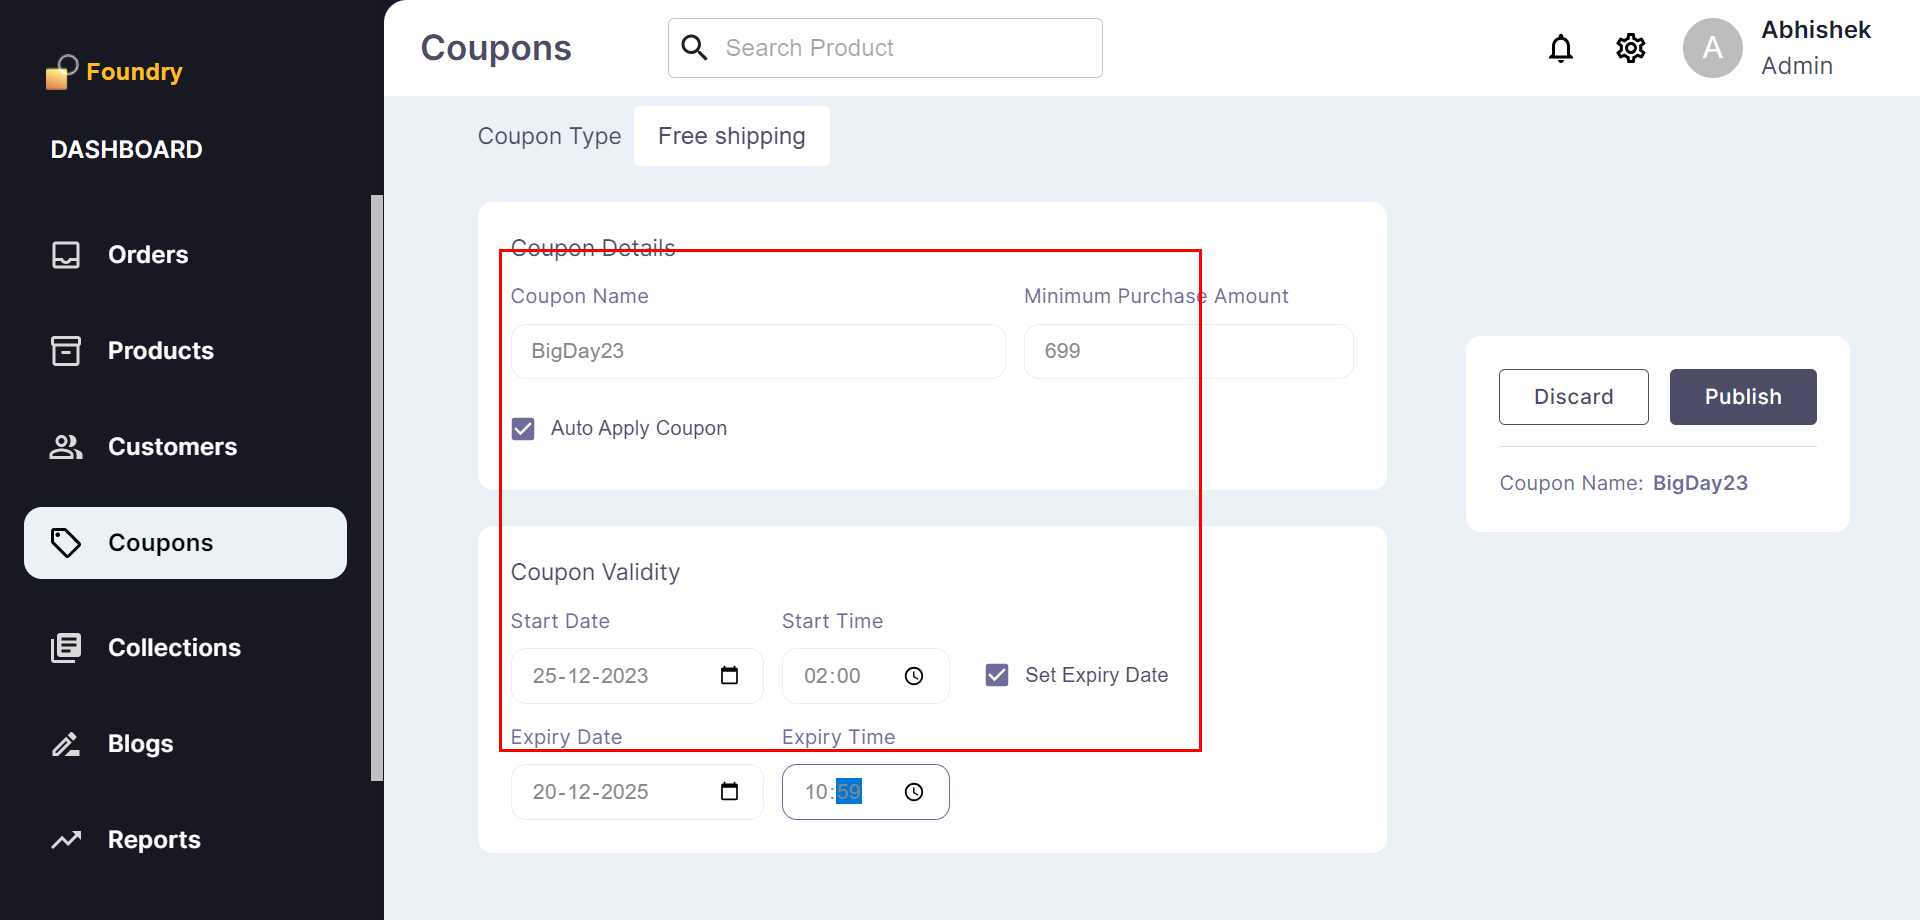 Foundry
DASHBOARD
Orders
Products
Customers
Coupons
Collections
Blogs
Reports
Coupons
Search Product
A
Abhishek
Admin
Coupon Type Free shipping
Coupon Details
Coupon Name Minimum Purchase Amount
BigDay23 699
Auto Apply Coupon
Coupon Validity
Start Date Start Time
25-12-2023 02:00 Set Expiry Date
Expiry Date Expiry Time
20-12-2025 10:59
Discard Publish
Coupon Name: BigDay23